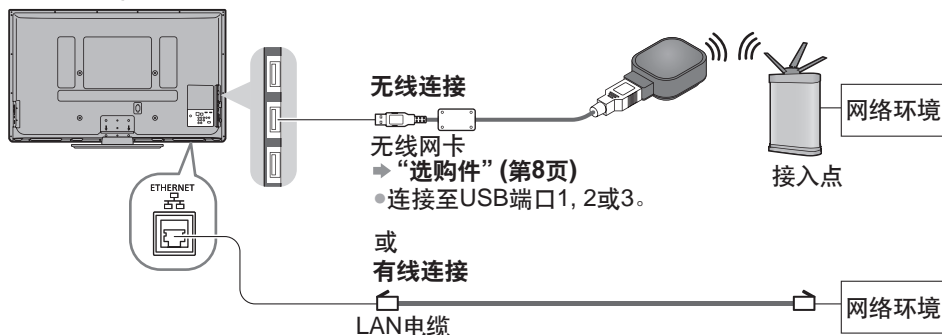 无线连接
网络环境
无线网卡
“选购件” (第8页)
接入点
●连接至USB端口1, 2或3。
ETHERNET
或
有线连接
网络环境
LAN电缆